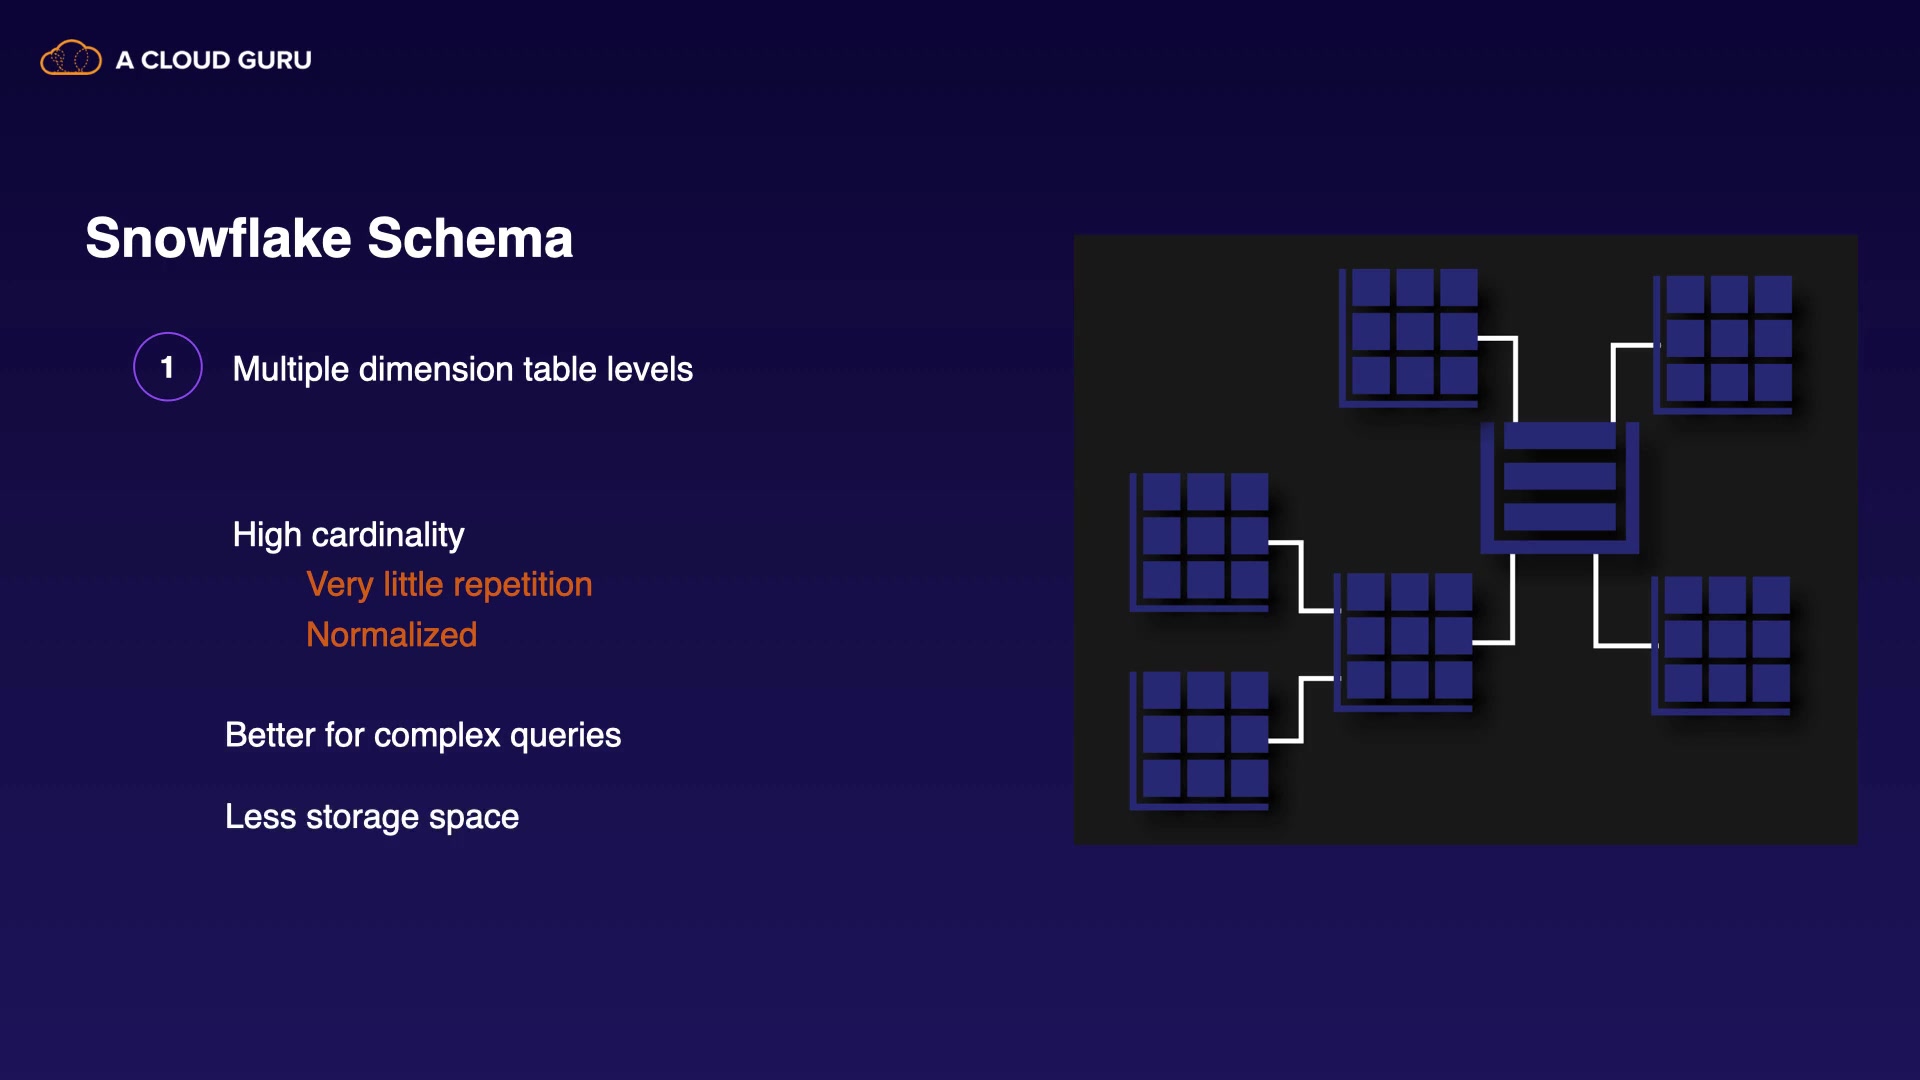 A CLOUD GURU
Snowflake Schema
1 Multiple dimension table levels
High cardinality
Very little repetition
Normalized
Better for complex queries
Less storage space